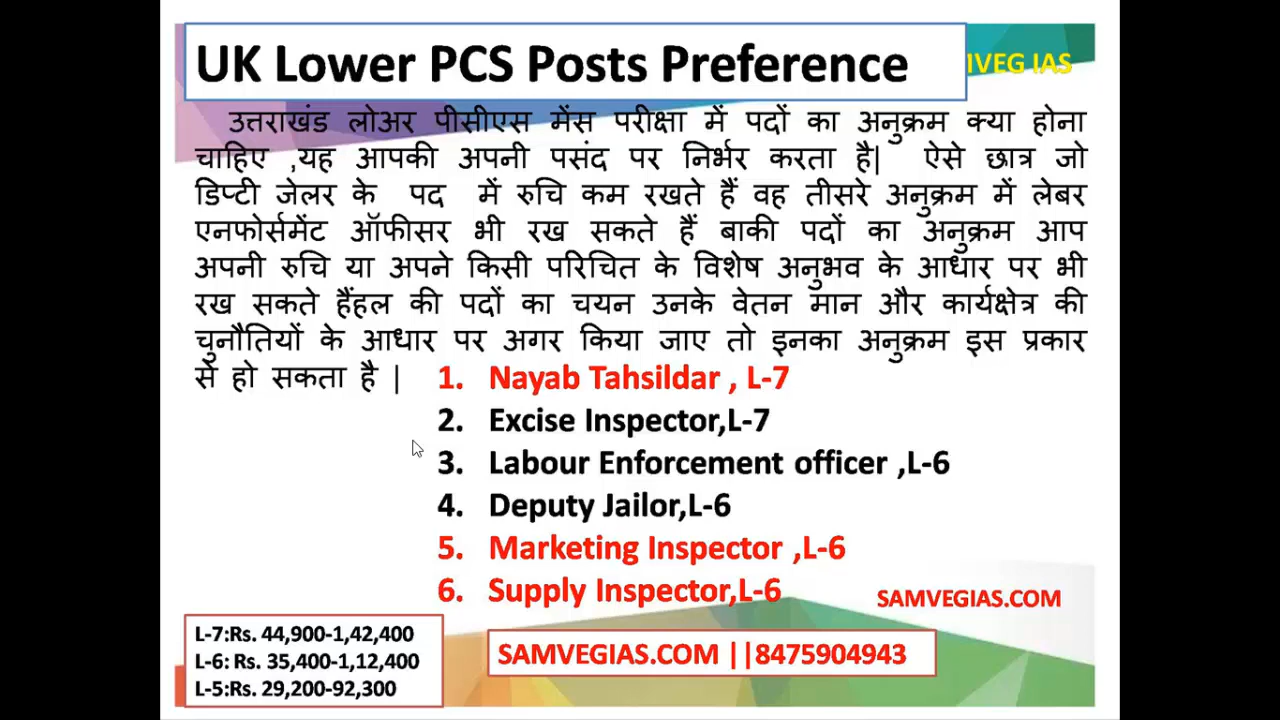 UK Lower PCS Posts Preference
IVEG IAS
उत्तराखंड लोअर पीसीएस मेंस परीक्षा में पदों का अनुक्रम क्या होना
चाहिए ,यह आपकी अपनी पसंद पर निर्भर करता है| ऐसे छात्र जो
डिप्टी जेलर के पद में रुचि कम रखते हैं वह तीसरे अनुक्रम में लेबर
एनफोर्समेंट ऑफीसर भी रख सकते हैं बाकी पदों का अनुक्रम आप
अपनी रुचि या अपने किसी परिचित के विशेष अनुभव के आधार पर भी
रख सकते हैंहल की पदों का चयन उनके वेतन मान और कार्यक्षेत्र की
चुनौतियों के आधार पर अगर किया जाए तो इनका अनुक्रम इस प्रकार
से हो सकता है |
1. Nayab Tahsildar , L-7
2. Excise Inspector,L-7
3. Labour Enforcement officer ,L-6
4. Deputy Jailor,L-6
5. Marketing Inspector ,L-6
6. Supply Inspector,L-6
SAMVEGIAS.COM
L-7:Rs. 44,900-1,42,400
L-6: Rs. 35,400-1,12,400
L-5:Rs. 29,200-92,300
SAMVEGIAS.COM ||8475904943